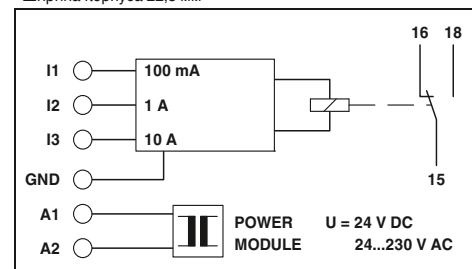 16 18
I1 100 mA
I2 1 A
I3 10 A
GND
15
A1
POWER U = 24 V DC
A2 MODULE 24...230 V AC